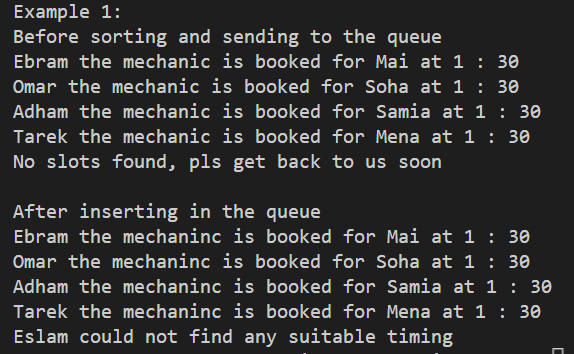 Example 1:
Before sorting and sending to the queue
Ebram the mechanic is booked for Mai at 1 : 30
Omar the mechanic is booked for Soha at 1 : 30
Adham the mechanic is booked for Samia at 1 : 30
Tarek the mechanic is booked for Mena at 1 : 30
No slots found, pls get back to us soon

After inserting in the queue
Ebram the mechaninc is booked for Mai at 1 : 30
Omar the mechaninc is booked for Soha at 1 : 30
Adham the mechaninc is booked for Samia at 1 : 30
Tarek the mechaninc is booked for Mena at 1 : 30
Eslam could not find any suitable timing